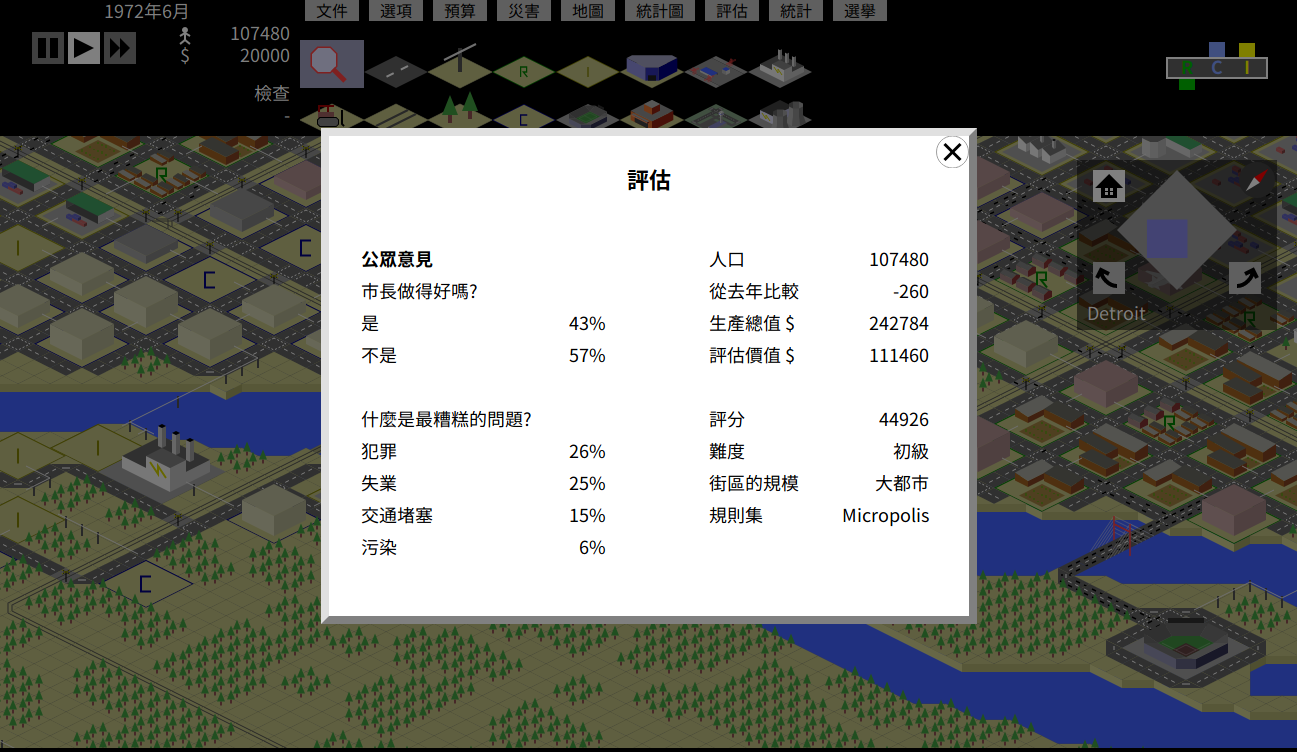 1972年6月
文件 選項 預算 災害 地圖 統計圖 評估 統計 選舉
107480
$ 20000
檢查
-
R I
C
R C I
評估
公眾意見
市長做得好嗎?
是 43%
不是 57%
什麼是最糟糕的問題?
犯罪 26%
失業 25%
交通堵塞 15%
污染 6%
人口 107480
從去年比較 -260
生產總值 $ 242784
評估價值 $ 111460
評分 44926
難度 初級
街區的規模 大都市
規則集 Micropolis
Detroit
R
I
C
C
R
R
R
I
I
I
C